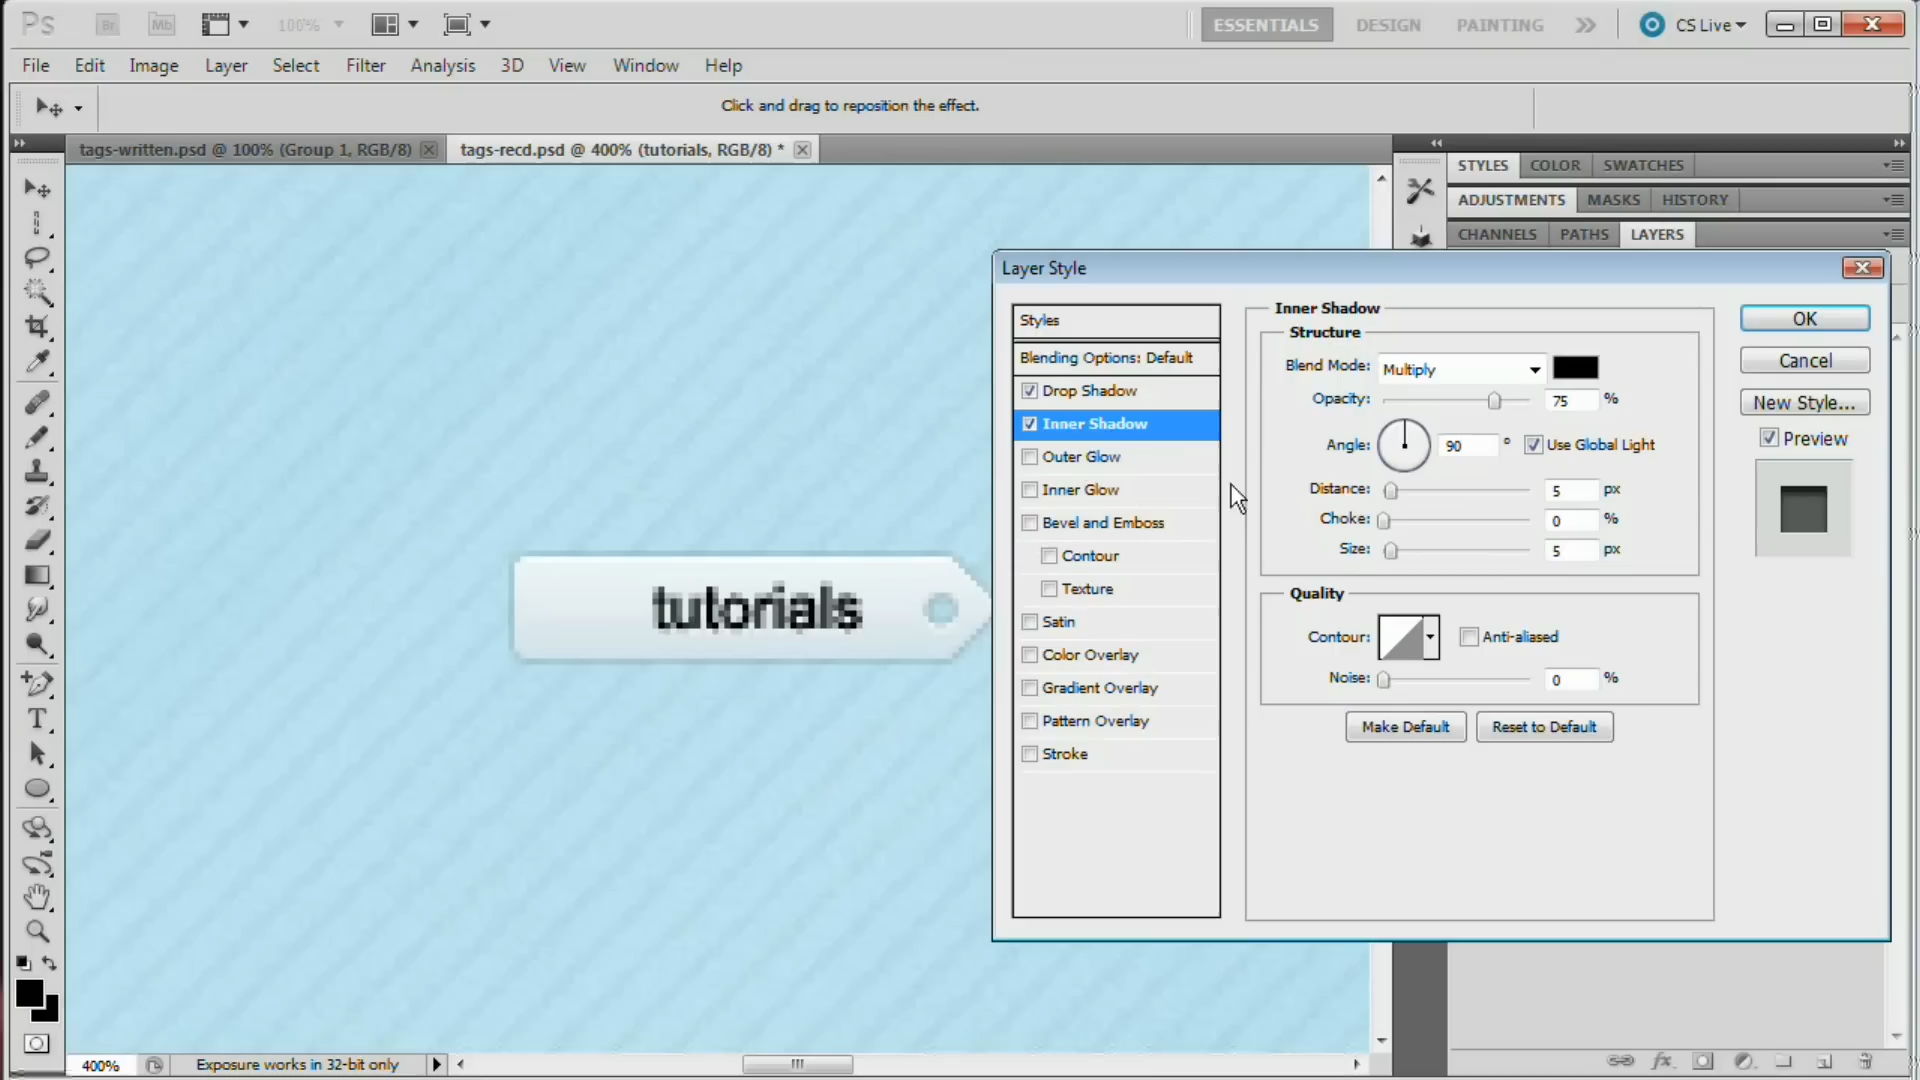 Ps Br Mb 100% ESSENTIALS DESIGN PAINTING CS Live
File Edit Image Layer Select Filter Analysis 3D View Window Help
Click and drag to reposition the effect.
tags-written.psd @ 100% (Group 1, RGB/8) tags-recd.psd @ 400% (tutorials, RGB/8) *
STYLES COLOR SWATCHES
ADJUSTMENTS MASKS HISTORY
CHANNELS PATHS LAYERS
Layer Style
Styles
Blending Options: Default
Drop Shadow
Inner Shadow
Outer Glow
Inner Glow
Bevel and Emboss
Contour
Texture
Satin
Color Overlay
Gradient Overlay
Pattern Overlay
Stroke
Inner Shadow
Structure
Blend Mode: Multiply
Opacity: 75 %
Angle: 90 ° Use Global Light
Distance: 5 px
Choke: 0 %
Size: 5 px
Quality
Contour: Anti-aliased
Noise: 0 %
Make Default Reset to Default
OK
Cancel
New Style...
Preview
tutorials
T
400% Exposure works in 32-bit only
fx